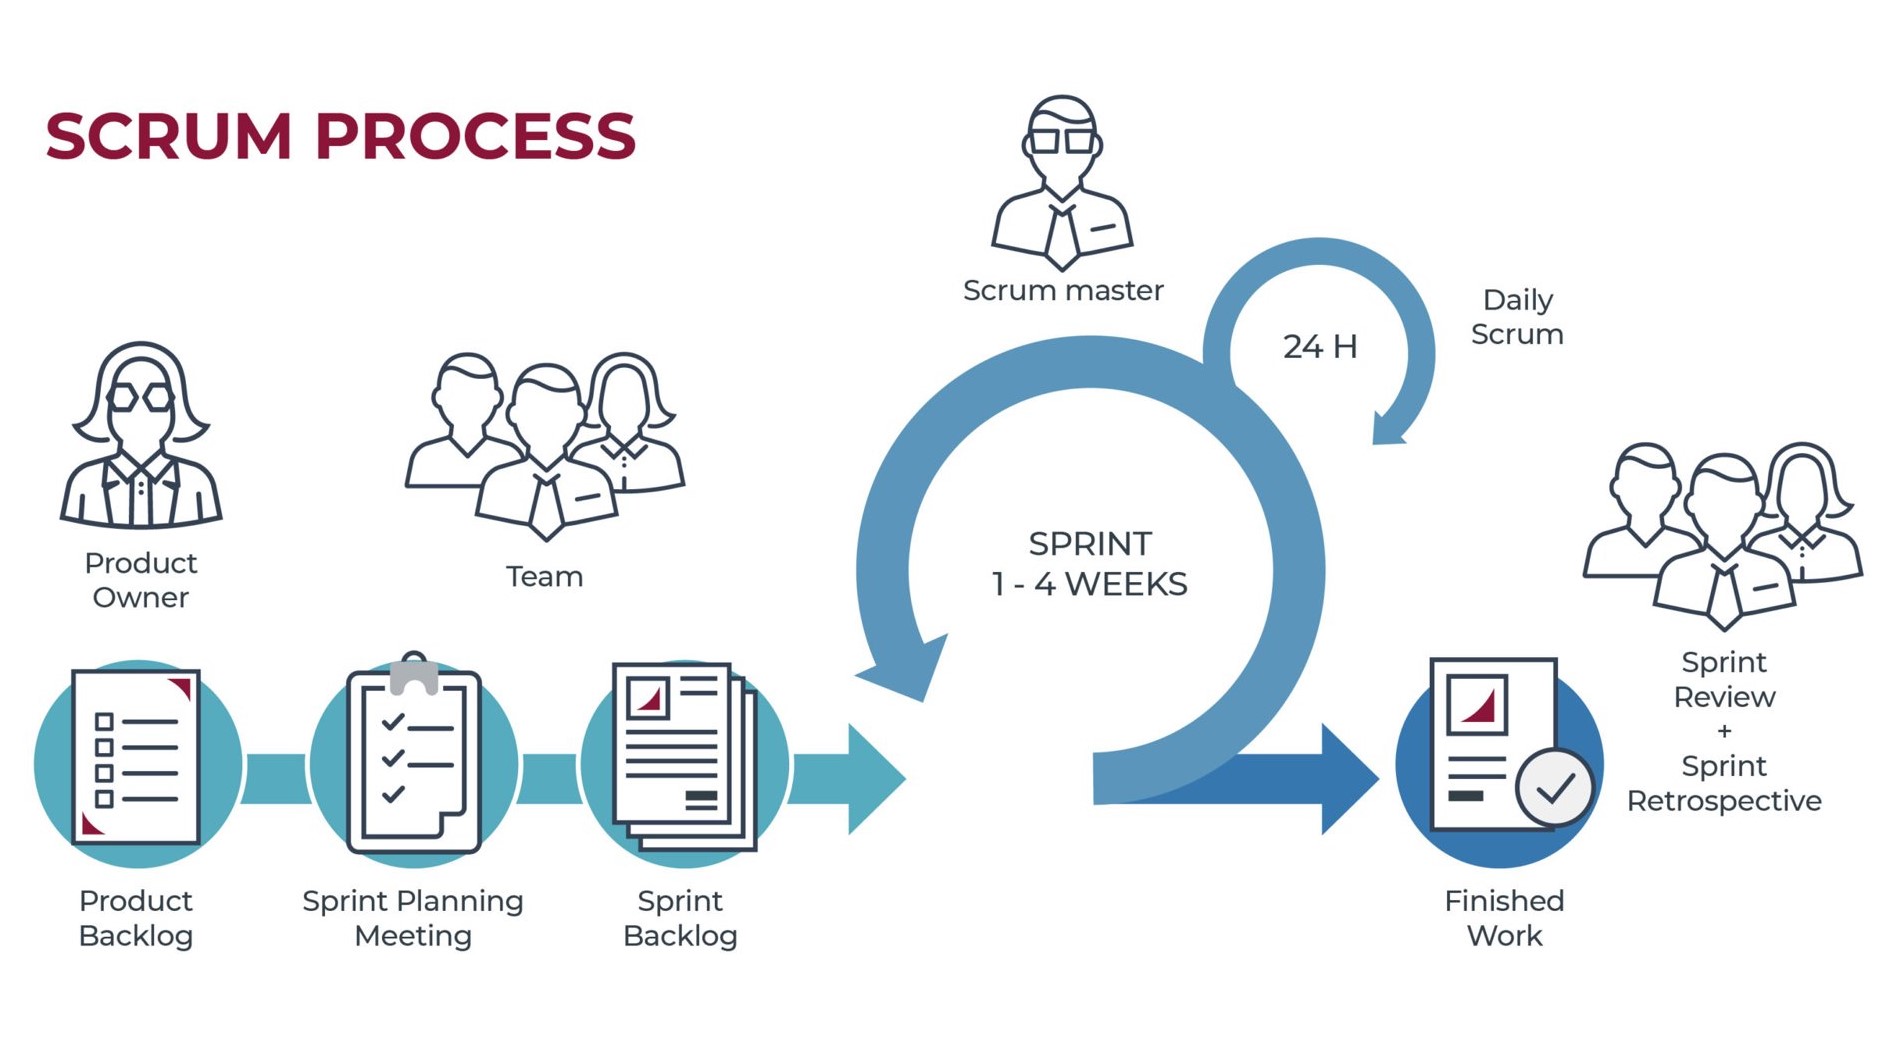 SCRUM PROCESS
Scrum master
Daily
Scrum
24 H
Product
Owner
Team
SPRINT
1 - 4 WEEKS
Sprint
Review
+
Sprint
Retrospective
Product
Backlog
Sprint Planning
Meeting
Sprint
Backlog
Finished
Work